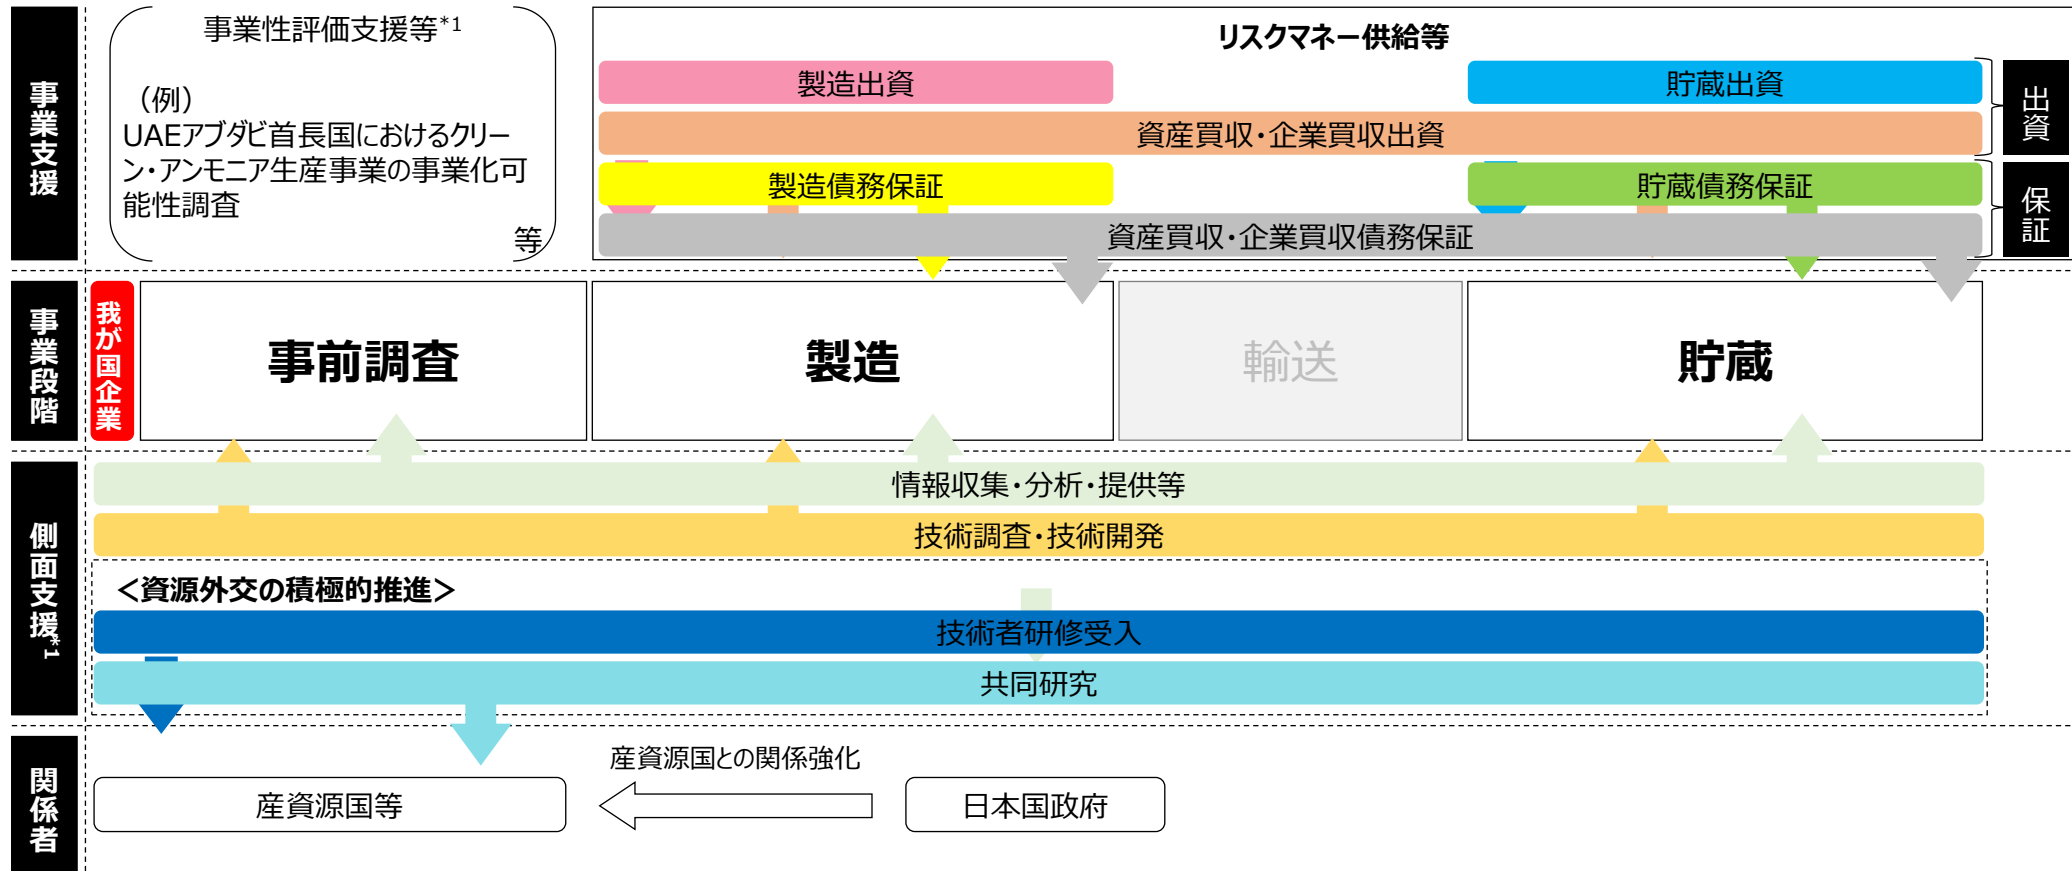 事業支援
事業性評価支援等*1
（例）
UAEアブダビ首長国におけるクリー
ン・アンモニア生産事業の事業化可
能性調査
等
リスクマネー供給等
製造出資
貯蔵出資
資産買収・企業買収出資
製造債務保証
貯蔵債務保証
資産買収・企業買収債務保証
出資
保証
事業段階
我が国企業
事前調査
製造
輸送
貯蔵
側面支援*1
情報収集・分析・提供等
技術調査・技術開発
＜資源外交の積極的推進＞
技術者研修受入
共同研究
関係者
産資源国等
産資源国との関係強化
日本国政府